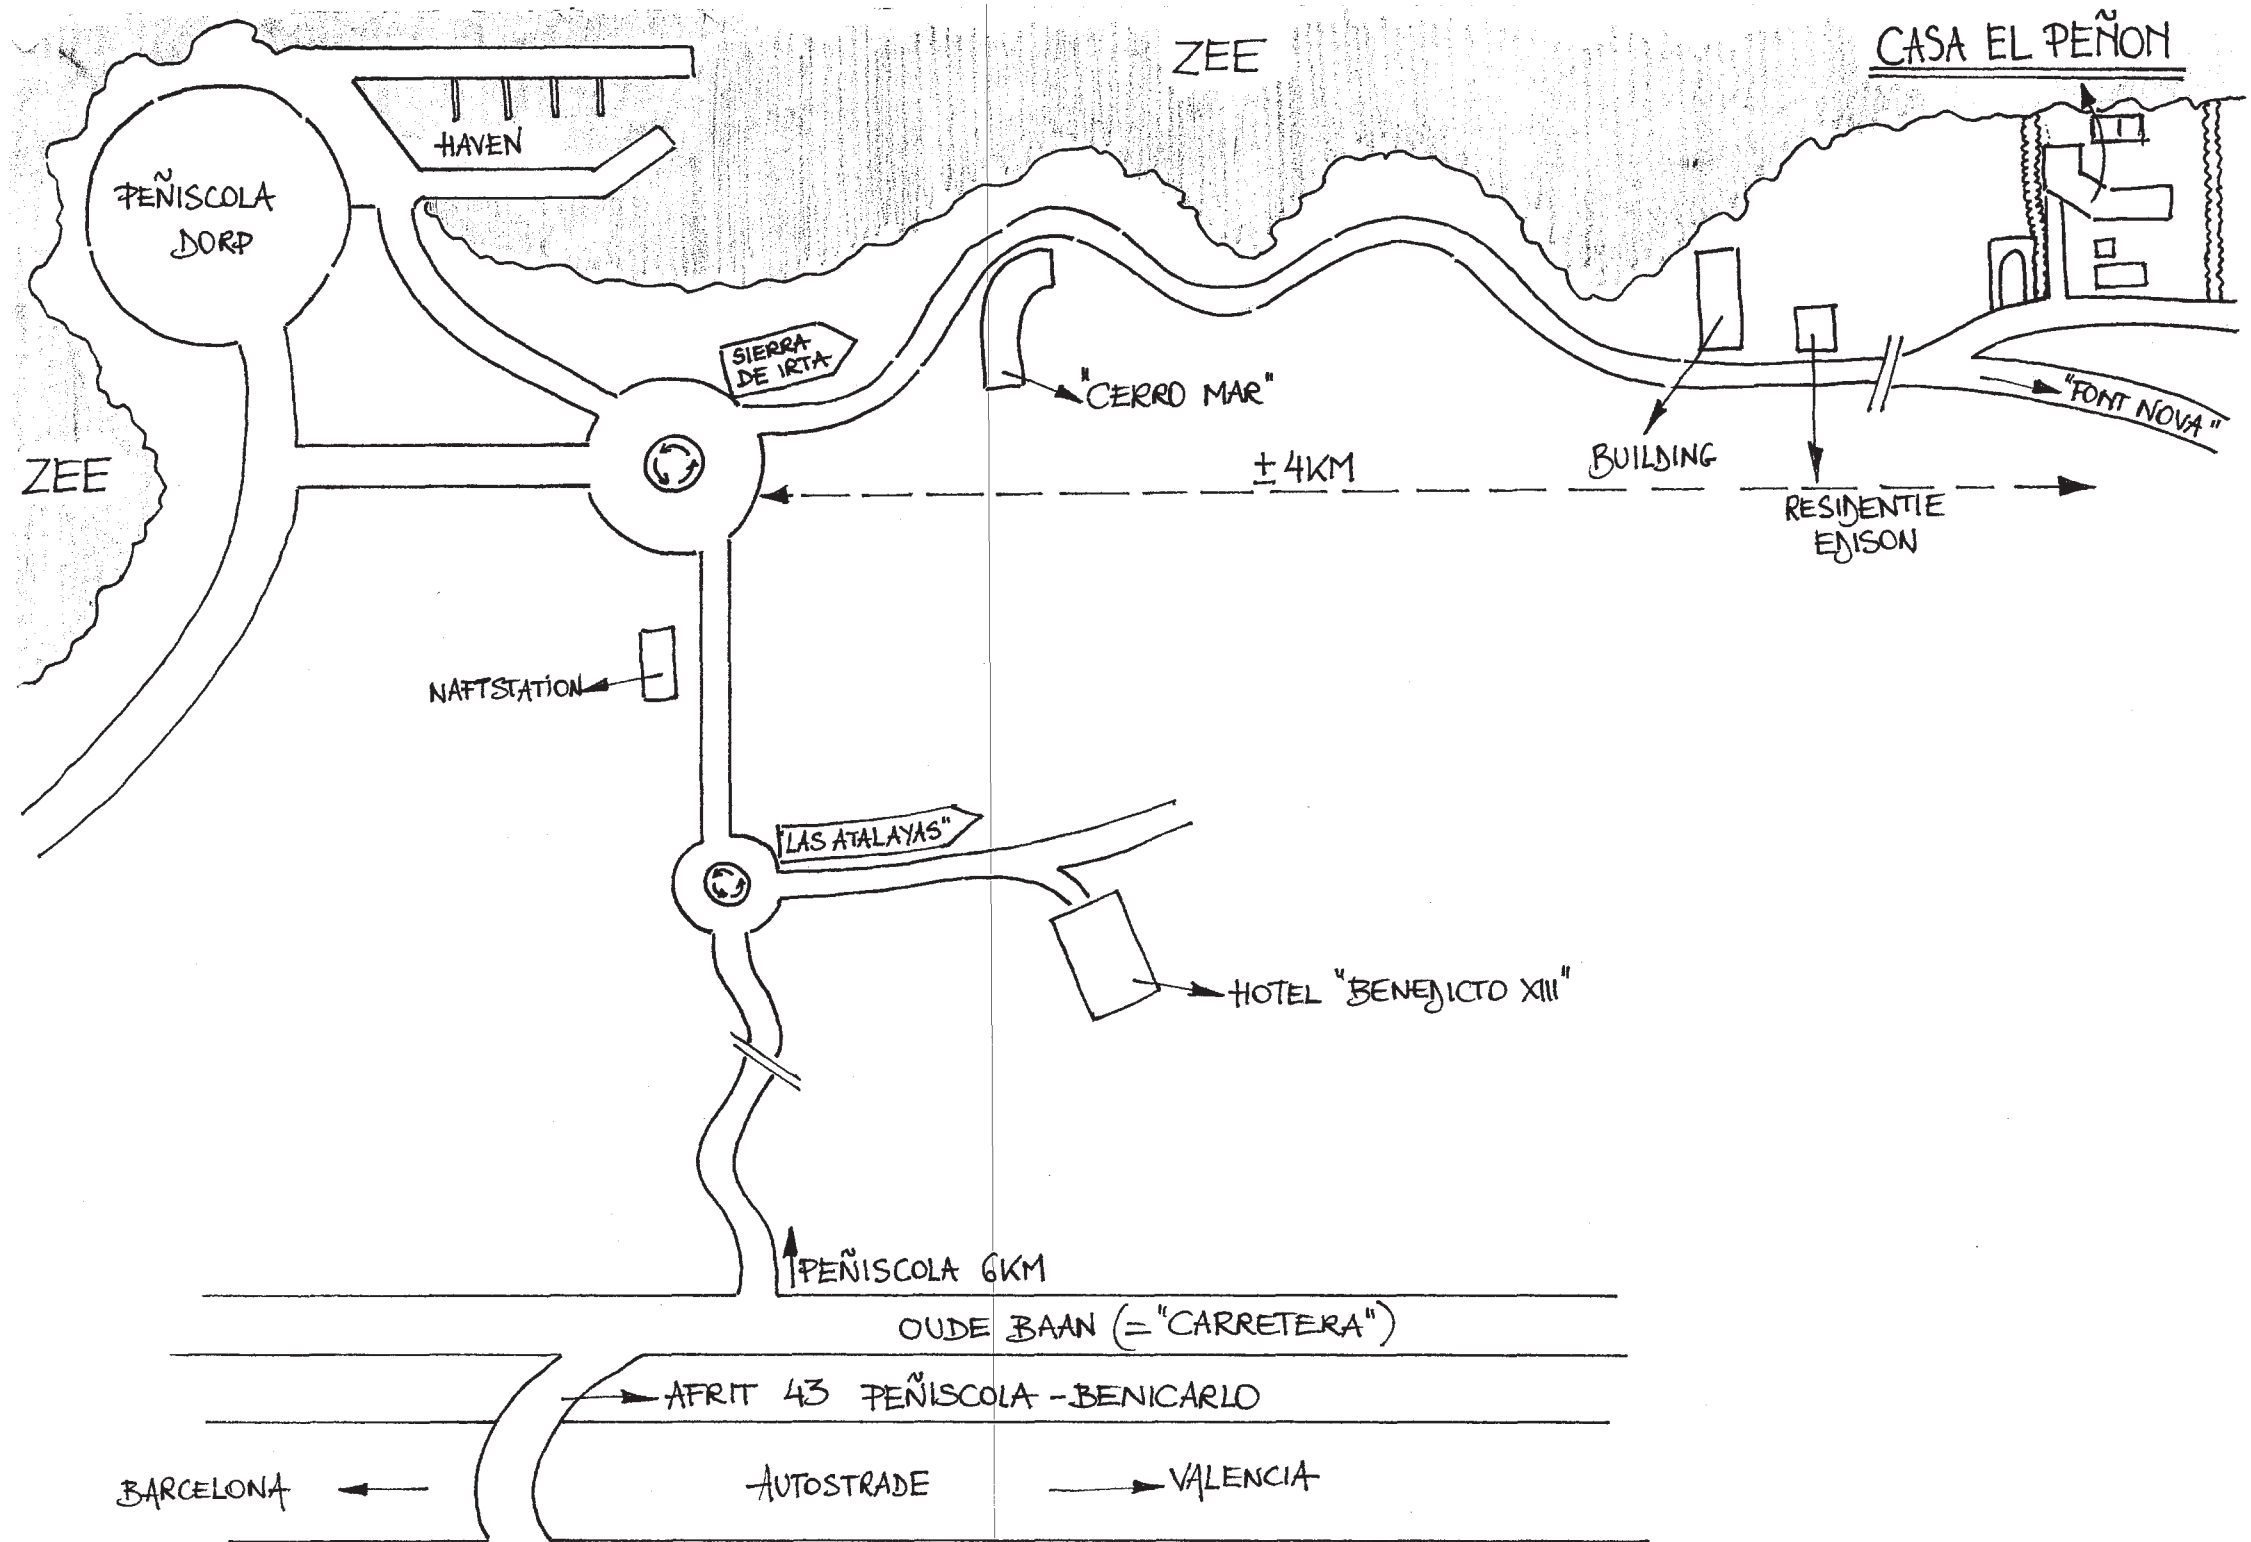 ZEE
CASA EL PEÑON
HAVEN
PEÑISCOLA
DORP
SIERRA
DE IRTA
"CERRO MAR"
"FONT NOVA"
BUILDING
± 4KM
ZEE
RESIDENTIE
EDISON
NAFTSTATION
"LAS ATALAYAS"
HOTEL "BENEDICTO XIII"
PEÑISCOLA 6KM
OUDE BAAN (="CARRETERA")
AFRIT 43 PEÑISCOLA - BENICARLO
BARCELONA
AUTOSTRADE
VALENCIA